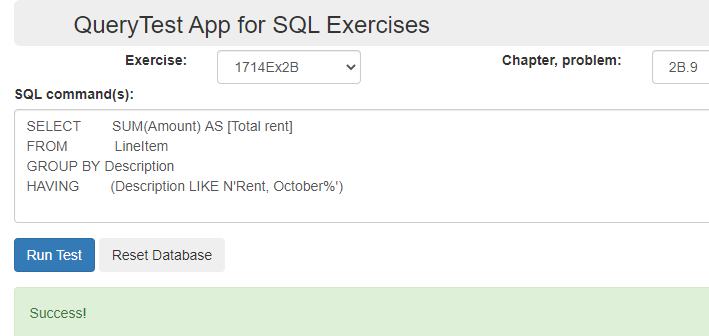 QueryTest App for SQL Exercises
Exercise: 1714Ex2B Chapter, problem: 2B.9
SQL command(s):
SELECT SUM(Amount) AS [Total rent]
FROM LineItem
GROUP BY Description
HAVING (Description LIKE N'Rent, October%')
Run Test Reset Database
Success!